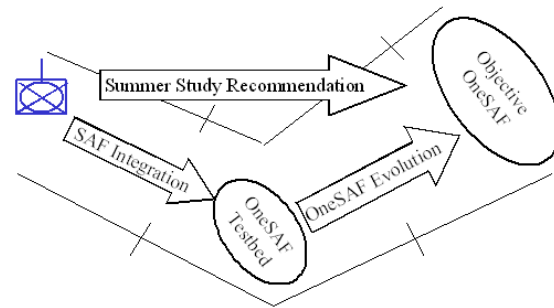 Summer Study Recommendation
Objective
OneSAF
SAF Integration
OneSAF Evolution
OneSAF
Testbed